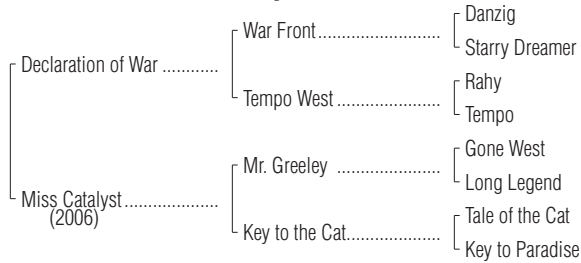 Danzig
War Front..........................
Starry Dreamer
Declaration of War ............
Rahy
Tempo West ......................
Tempo
Gone West
Mr. Greeley ......................
Long Legend
Miss Catalyst....................
(2006)
Tale of the Cat
Key to the Cat....................
Key to Paradise